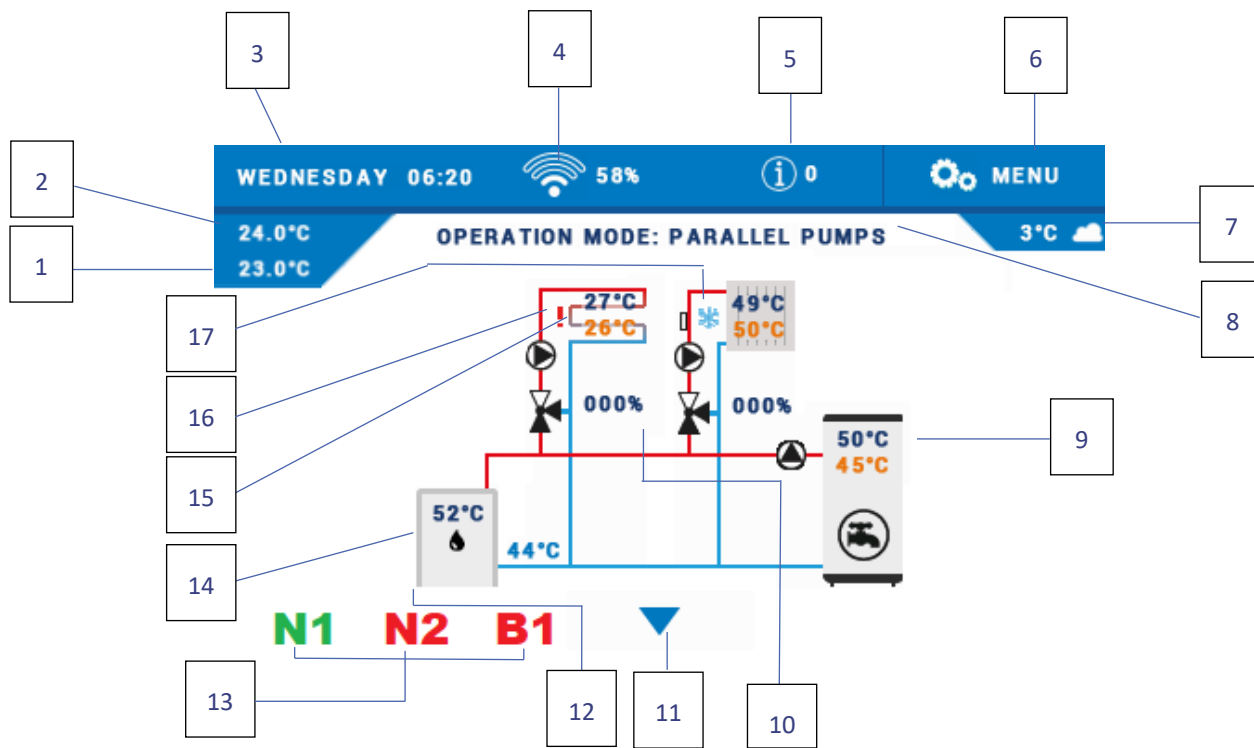 3
4
5
6
2
WEDNESDAY 06:20
58%
i 0
MENU
7
24.0°C
OPERATION MODE: PARALLEL PUMPS
3°C
1
23.0°C
17
27°C
49°C
8
26°C
50°C
16
000%
000%
50°C
9
45°C
15
52°C
14
44°C
N1 N2 B1
13
12
11
10